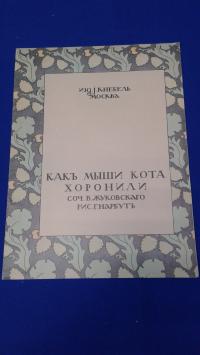 ИЗД. І. КНЕБЕЛЬ
МОСКВА
КАКЪ МЫШИ КОТА
ХОРОНИЛИ
СОЧ. В. ЖУКОВСКАГО
РИС. Г. НАРБУТЪ